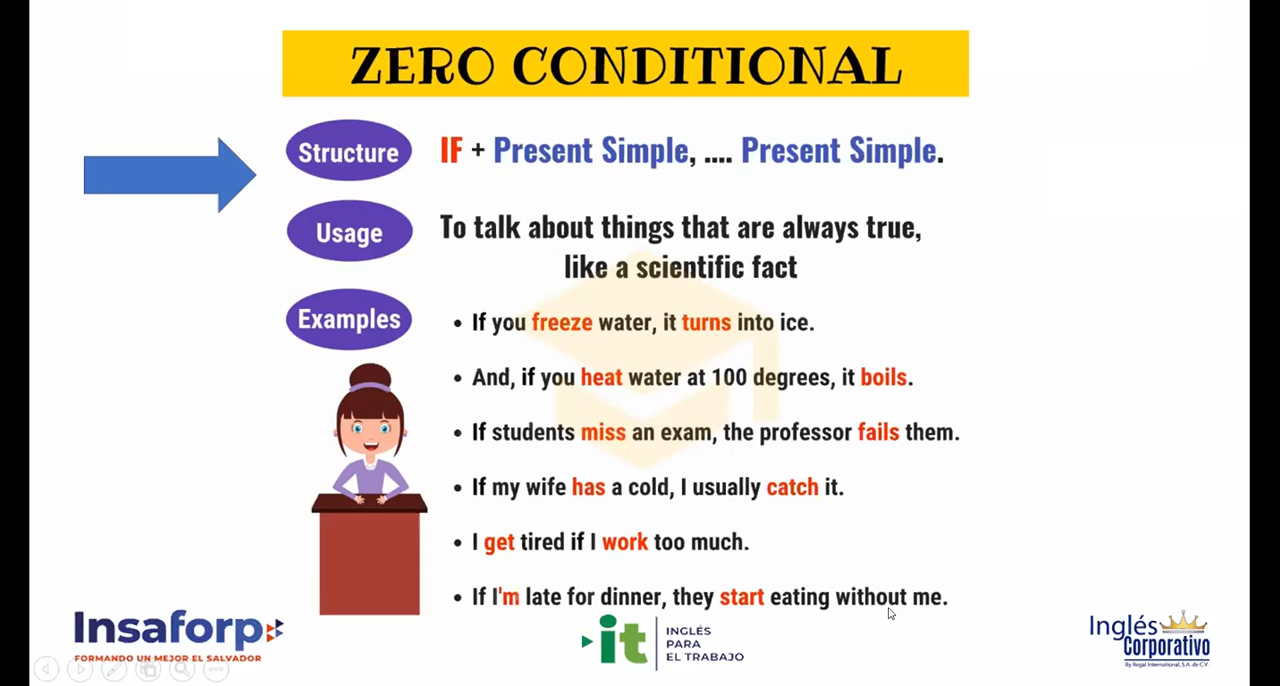 ZERO CONDITIONAL
Structure
IF + Present Simple, .... Present Simple.
Usage
To talk about things that are always true,
like a scientific fact
Examples
• If you freeze water, it turns into ice.
• And, if you heat water at 100 degrees, it boils.
• If students miss an exam, the professor fails them.
• If my wife has a cold, I usually catch it.
• I get tired if I work too much.
• If I'm late for dinner, they start eating without me.
Insaforp
FORMANDO UN MEJOR EL SALVADOR
it
INGLÉS
PARA
EL TRABAJO
Inglés
Corporativo
By Regal International, S.A. de C.V.